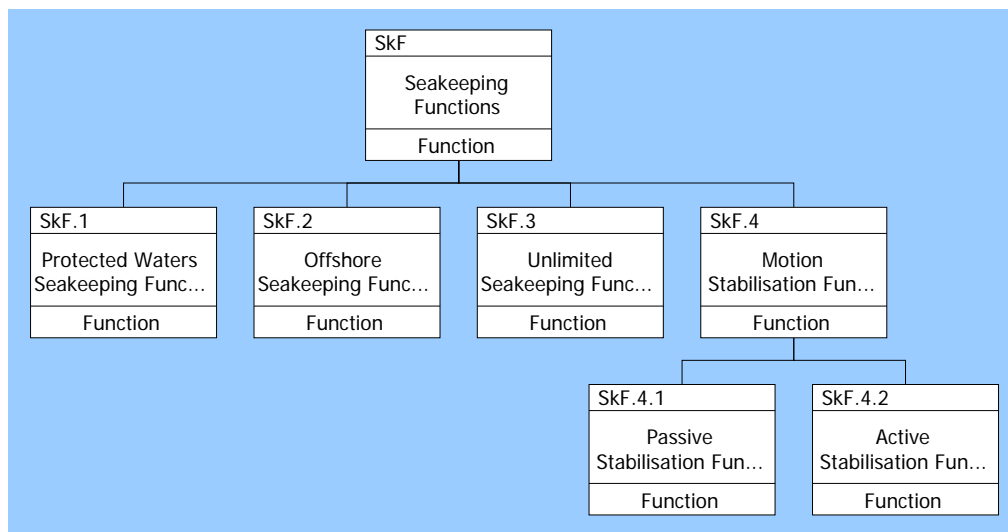 SkF
Seakeeping
Functions
Function
SkF.1
Protected Waters
Seakeeping Func...
Function
SkF.2
Offshore
Seakeeping Func...
Function
SkF.3
Unlimited
Seakeeping Func...
Function
SkF.4
Motion
Stabilisation Fun...
Function
SkF.4.1
Passive
Stabilisation Fun...
Function
SkF.4.2
Active
Stabilisation Fun...
Function